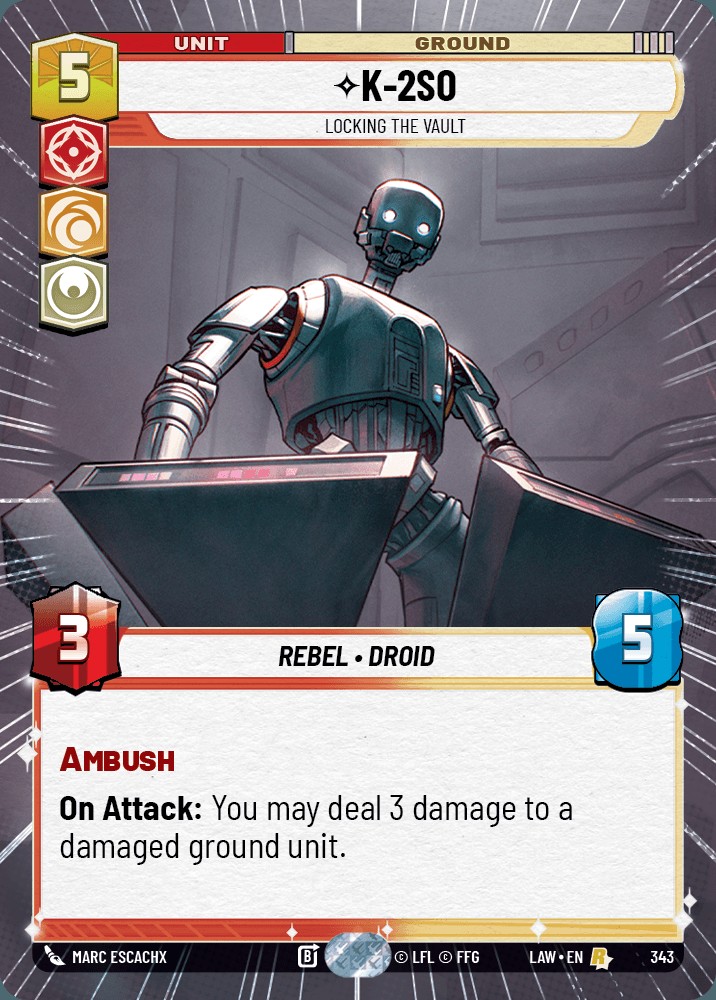 UNIT
GROUND
5
K-2SO
LOCKING THE VAULT
3
REBEL • DROID
5
AMBUSH
On Attack: You may deal 3 damage to a
damaged ground unit.
MARC ESCACHX
B
© LFL © FFG
LAW • EN
R
343